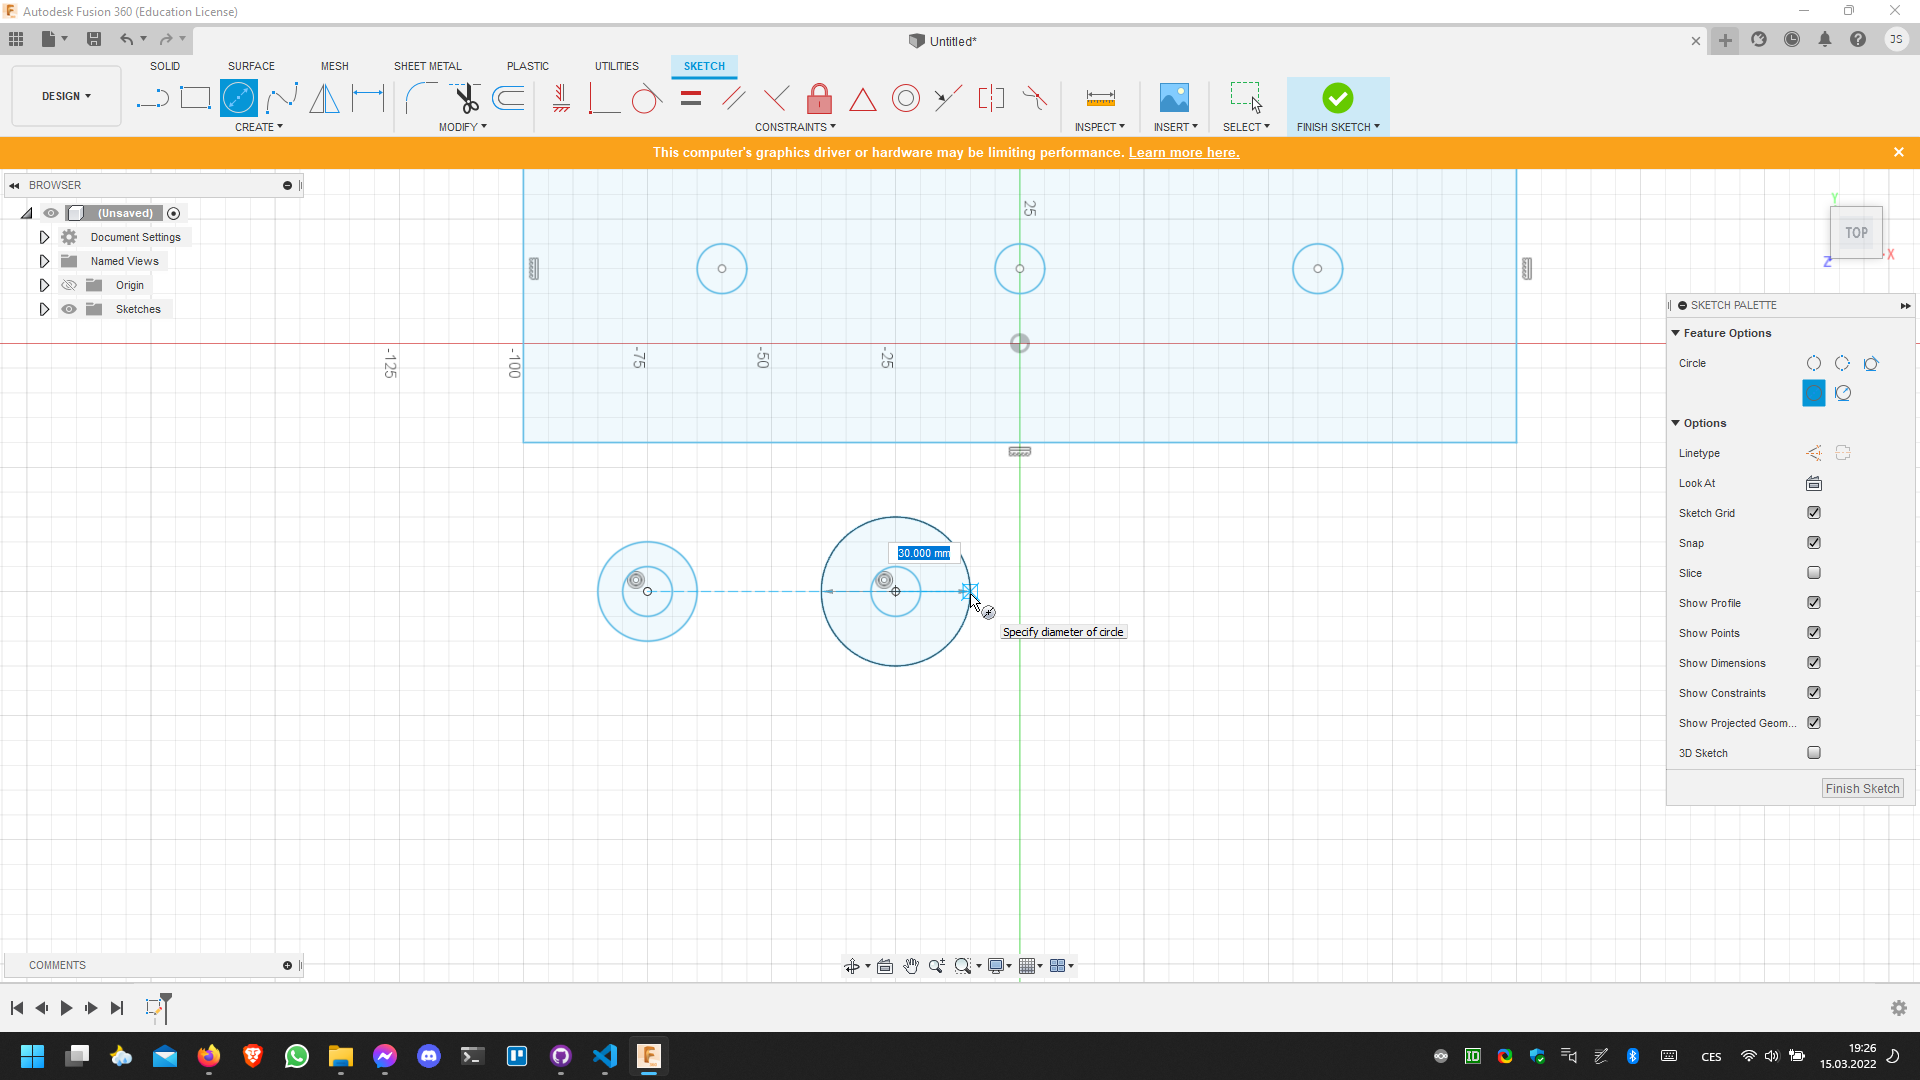 Autodesk Fusion 360 (Education License)
Untitled*
JS
DESIGN
SOLID
SURFACE
MESH
SHEET METAL
PLASTIC
UTILITIES
SKETCH
CREATE
MODIFY
CONSTRAINTS
INSPECT
INSERT
SELECT
FINISH SKETCH
This computer's graphics driver or hardware may be limiting performance. Learn more here.
BROWSER
(Unsaved)
Document Settings
Named Views
Origin
Sketches
25
-125
-100
-75
-50
-25
Y
TOP
X
Z
SKETCH PALETTE
Feature Options
Circle
Options
Linetype
Look At
Sketch Grid
Snap
Slice
Show Profile
Show Points
Show Dimensions
Show Constraints
Show Projected Geom...
3D Sketch
Finish Sketch
30.000 mm
Specify diameter of circle
COMMENTS
CES
19:26
15.03.2022